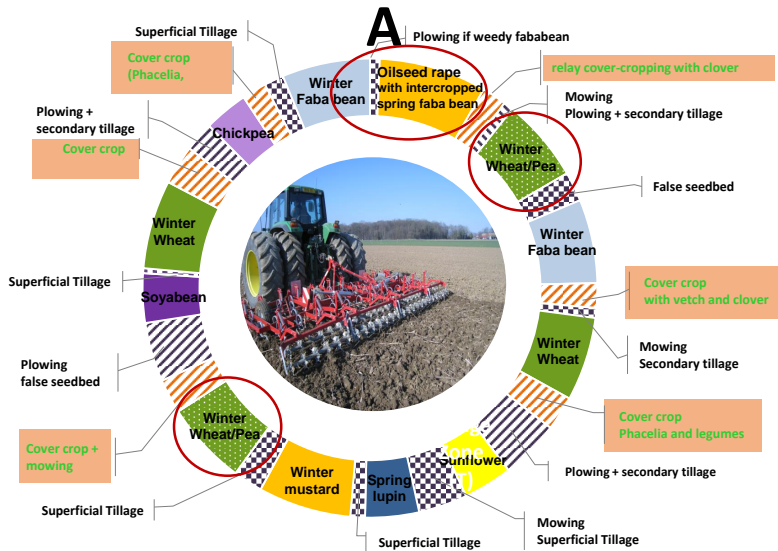 A
Superficial Tillage
Plowing if weedy fababean
Cover crop
(Phacelia,
Winter
Faba bean
Oilseed rape
with intercropped
spring faba bean
relay cover-cropping with clover
Mowing
Plowing + secondary tillage
Plowing +
secondary tillage
Chickpea
Cover crop
Winter
Wheat/Pea
False seedbed
Winter
Wheat
Winter
Faba bean
Superficial Tillage
Soyabean
Cover crop
with vetch and clover
Winter
Wheat
Mowing
Secondary tillage
Plowing
false seedbed
Winter
Wheat/Pea
Cover crop
Phacelia and legumes
Cover crop +
mowing
Sunflower
Plowing + secondary tillage
Winter
mustard
Spring
lupin
Superficial Tillage
Mowing
Superficial Tillage
Superficial Tillage